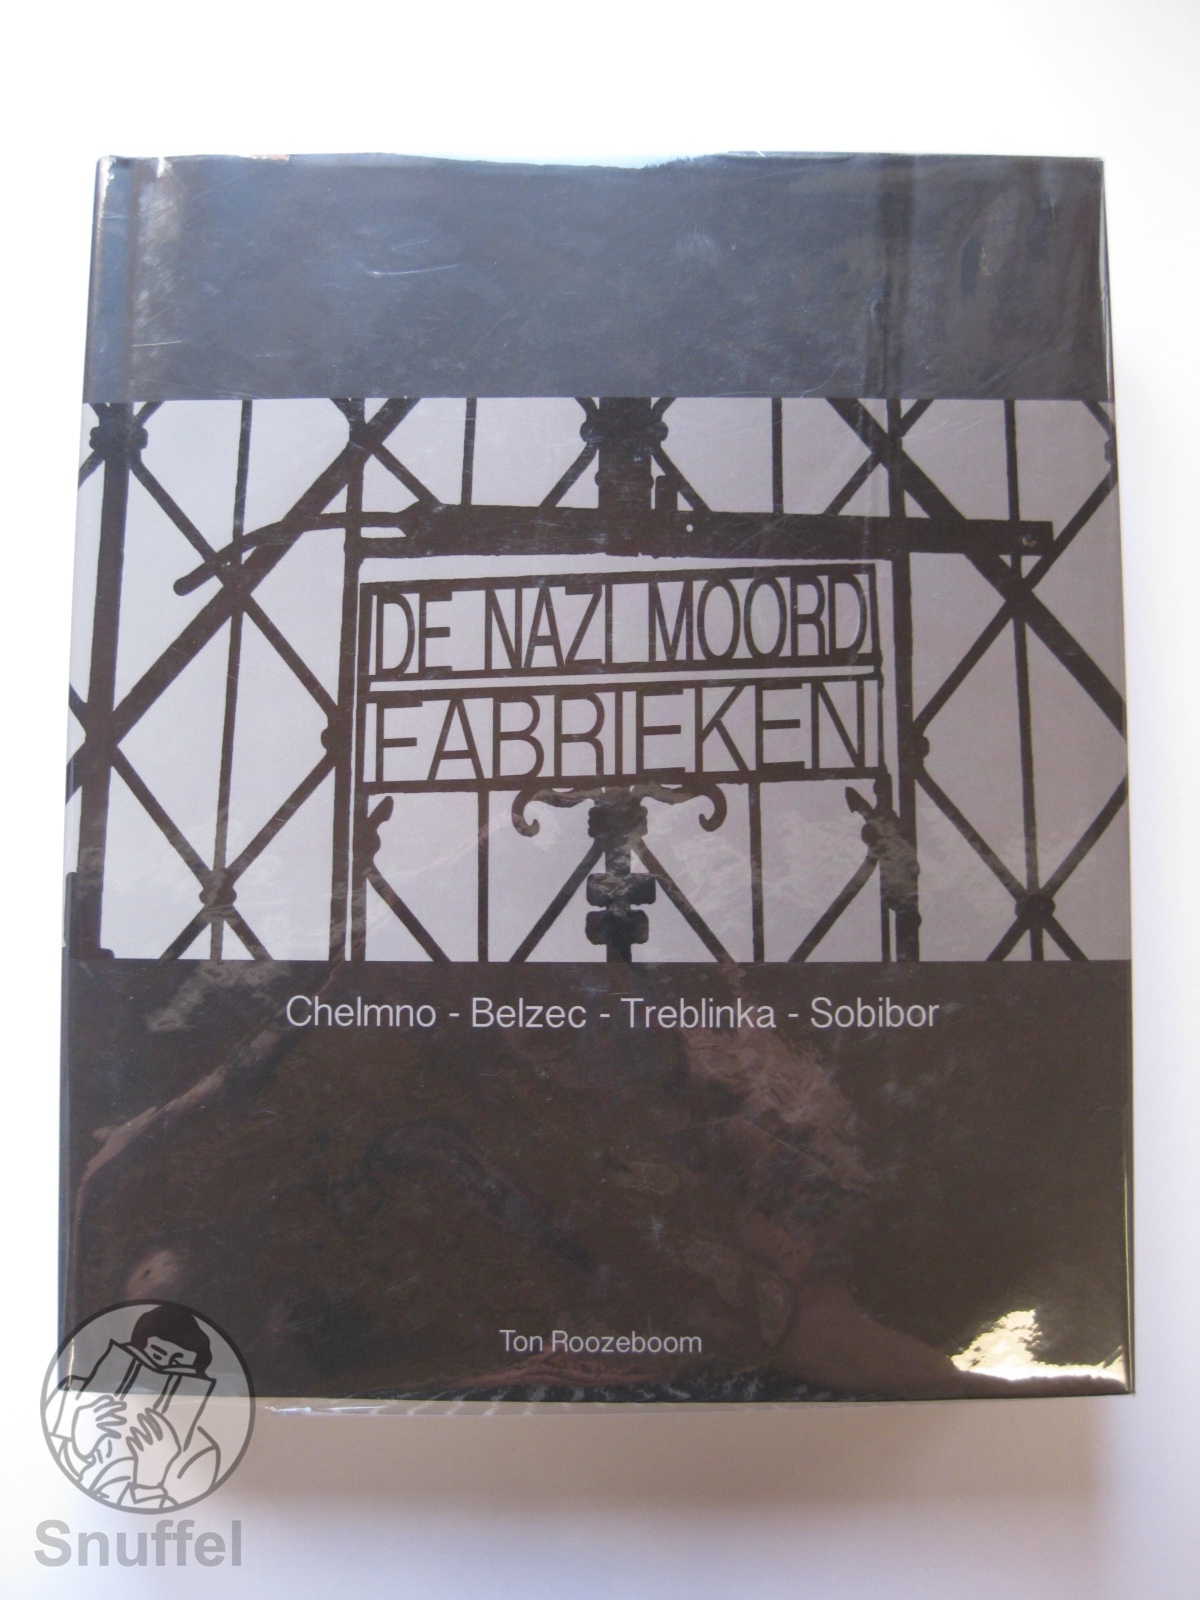 DE NAZI MOORD
FABRIEKEN
Chelmno - Belzec - Treblinka - Sobibor
Ton Roozeboom
Snuffel